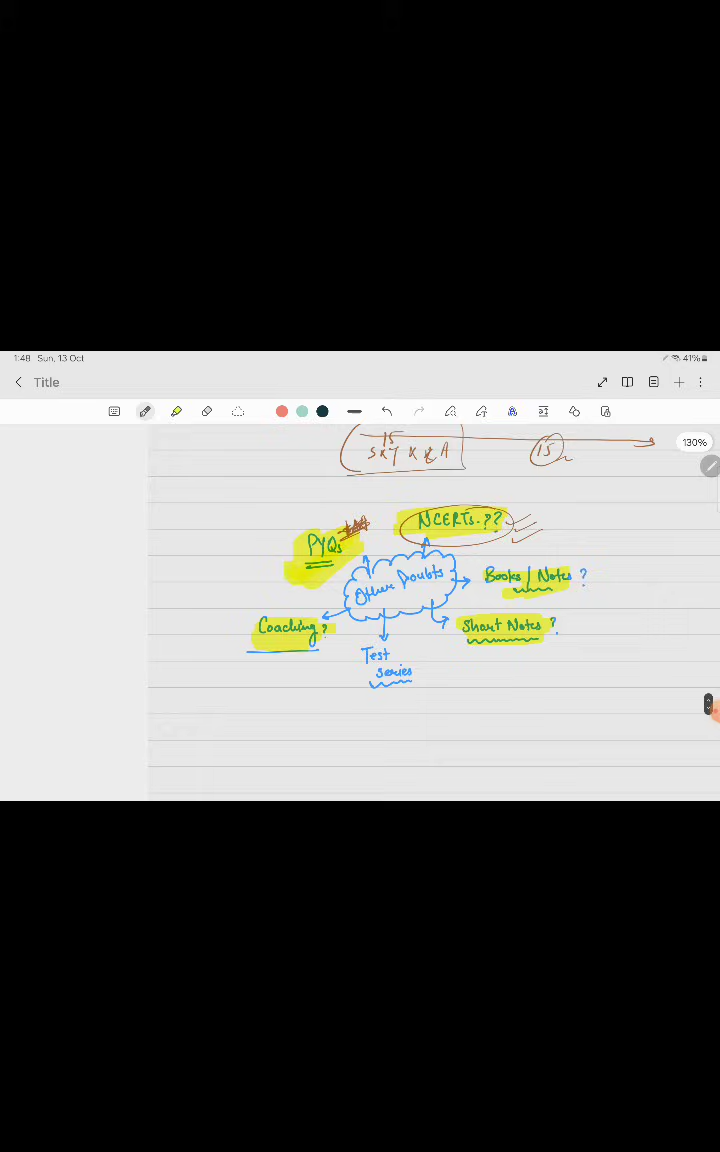 1:48 Sun, 13 Oct
41%
Title
130%
15
15
NCERTs ??
PYQs
Other Doubts
Books / Notes ?
Coaching ?
Short Notes ?
Test
series